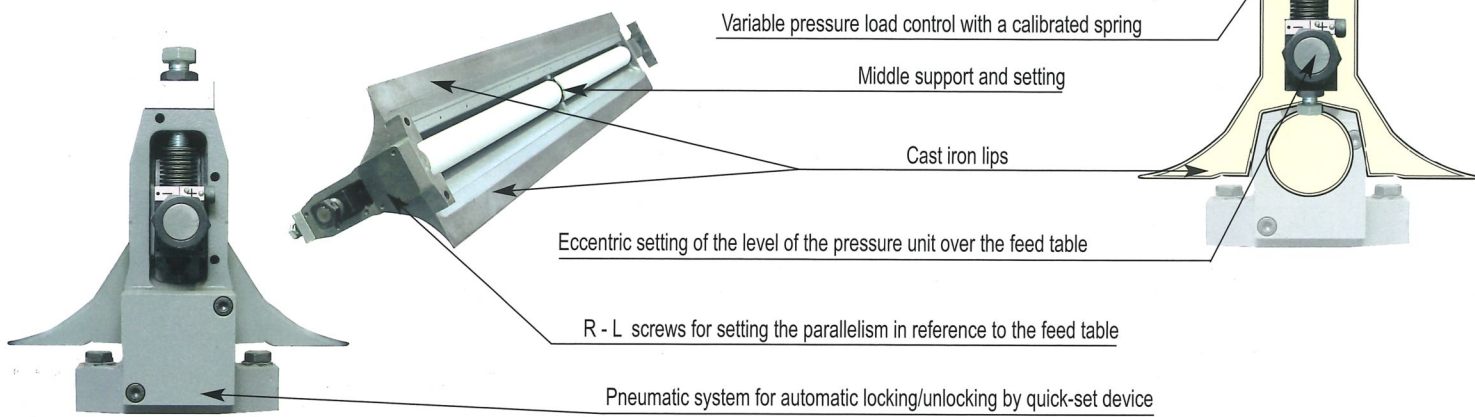 Variable pressure load control with a calibrated spring
Middle support and setting
Cast iron lips
Eccentric setting of the level of the pressure unit over the feed table
R - L screws for setting the parallelism in reference to the feed table
Pneumatic system for automatic locking/unlocking by quick-set device
- +
- +